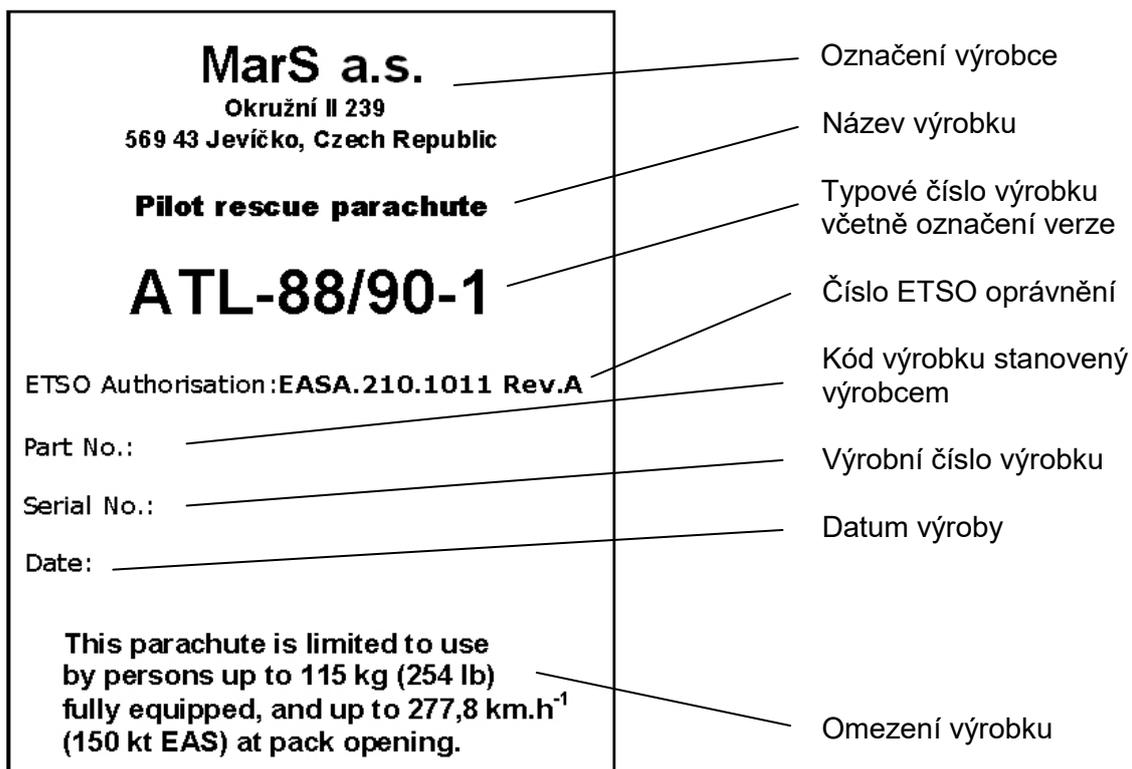 MarS a.s.
Okružní II 239
569 43 Jevíčko, Czech Republic
Pilot rescue parachute
ATL-88/90-1
ETSO Authorisation:EASA.210.1011 Rev.A
Part No.:
Serial No.:
Date:
This parachute is limited to use
by persons up to 115 kg (254 lb)
fully equipped, and up to 277,8 km.h⁻¹
(150 kt EAS) at pack opening.
Označení výrobce
Název výrobku
Typové číslo výrobku
včetně označení verze
Číslo ETSO oprávnění
Kód výrobku stanovený
výrobcem
Výrobní číslo výrobku
Datum výroby
Omezení výrobku